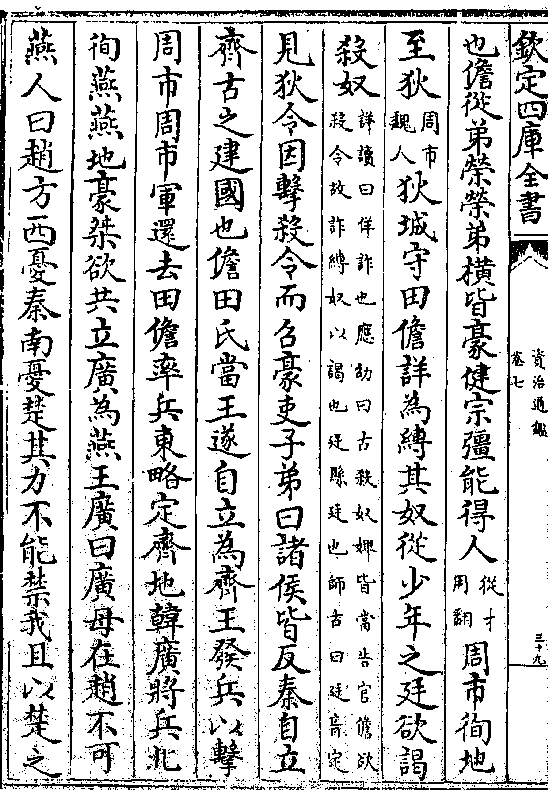 欽定四庫全書
資治通鑑
卷七
三十九
也儋從弟榮榮弟橫皆豪健宗彊能得人
從才
用翻
周市徇地
至狄
周市
魏人
狄城守田儋詳為縛其奴從少年之廷欲謁
殺奴
詳讀曰佯詐也應劭曰古殺奴婢皆當告官儋欲
殺令故詐縛奴以謁也廷縣廷也師古曰廷音定
見狄令因擊殺令而召豪吏子弟曰諸侯皆反秦自立
齊古之建國也儋田氏當王遂自立為齊王發兵以擊
周市周市軍還去田儋率兵東略定齊地韓廣將兵北
徇燕燕地豪桀欲共立廣為燕王廣曰廣母在趙不可
燕人曰趙方西憂秦南憂楚其力不能禁我且以楚之